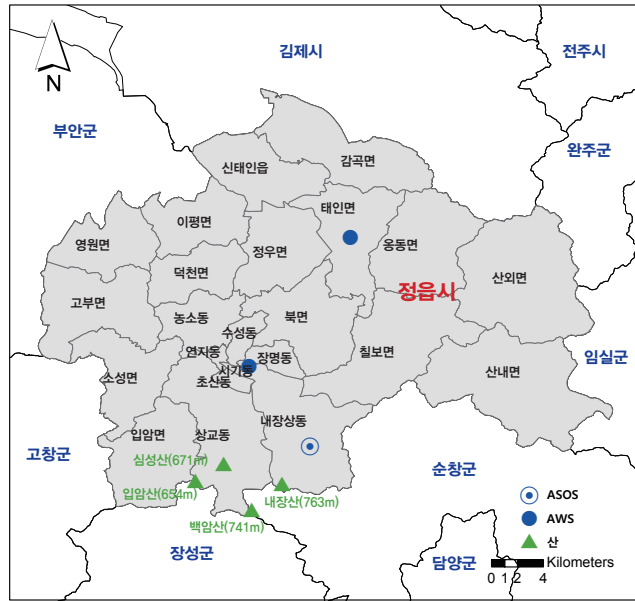 김제시
전주시
N
부안군
완주군
감곡면
신태인읍
태인면
이평면
영원면
정우면
옹동면
덕천면
산외면
고부면
정읍시
농소동
북면
수성동
연지동
장명동
칠보면
임실군
시기동
소성면
초산동
산내면
내장상동
입암면
상교동
고창군
심성산(671m)
순창군
입암산(654m)
내장산(763m)
ASOS
백암산(741m)
AWS
장성군
산
담양군
Kilometers
0 1 2 4